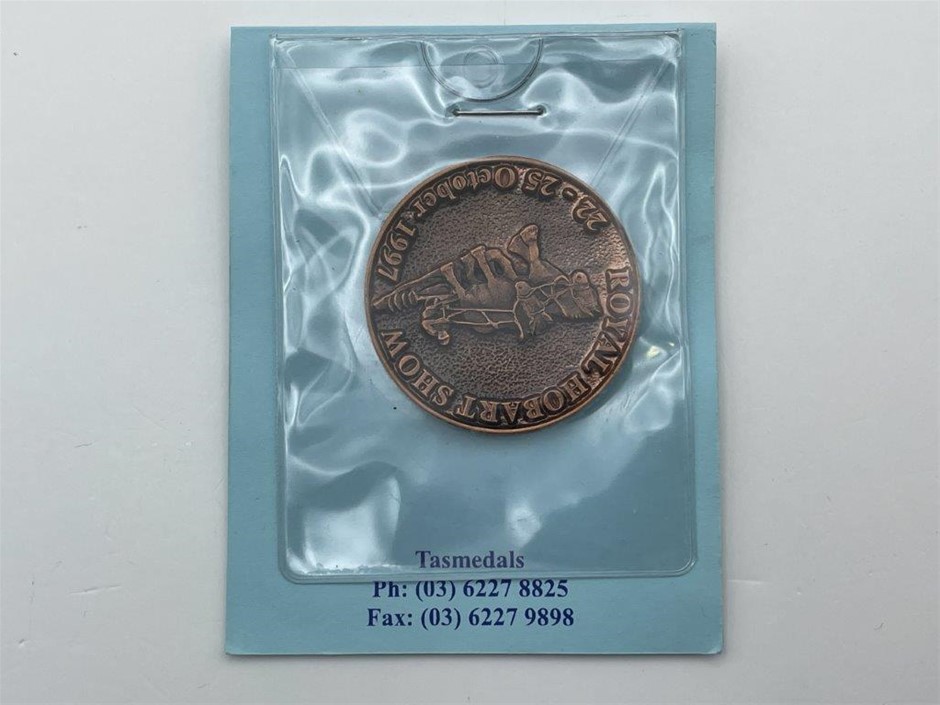 ROYAL HOBART SHOW
22 - 25 October 1997
Tasmedals
Ph: (03) 6227 8825
Fax: (03) 6227 9898